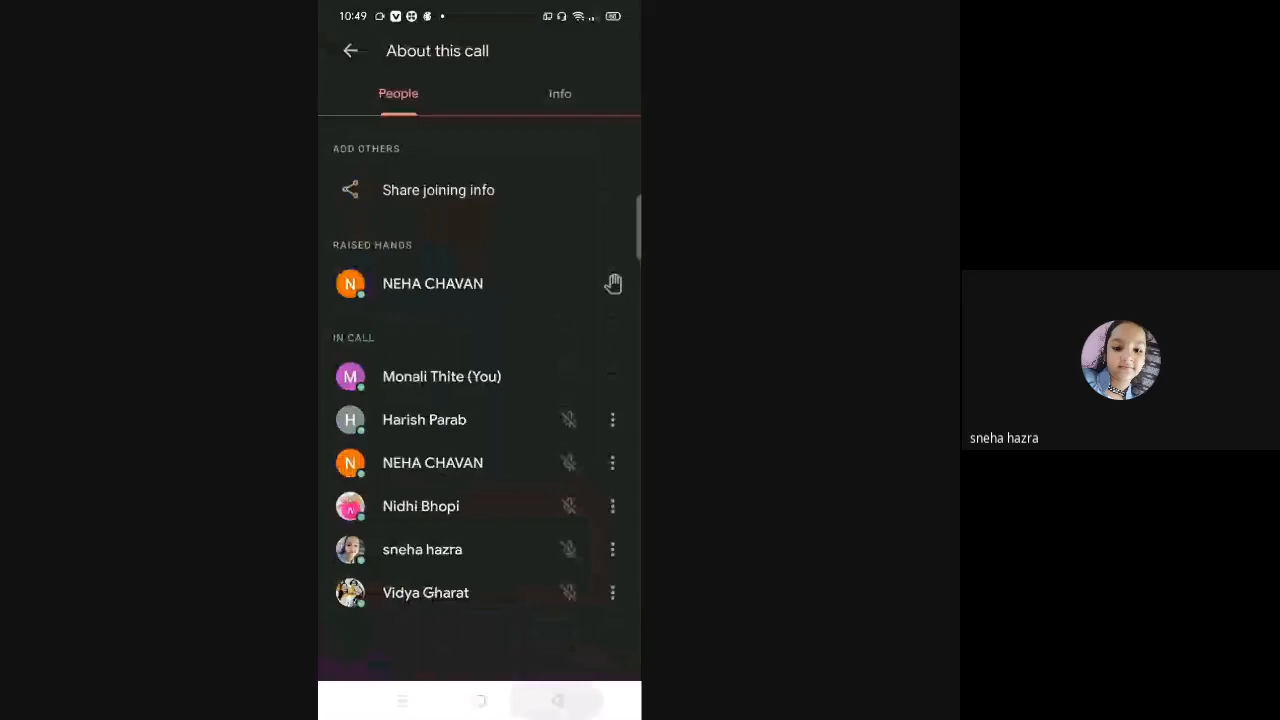 10:49
About this call
People
Info
ADD OTHERS
Share joining info
RAISED HANDS
N NEHA CHAVAN
IN CALL
M Monali Thite (You)
H Harish Parab
N NEHA CHAVAN
Nidhi Bhopi
sneha hazra
Vidya Gharat
sneha hazra